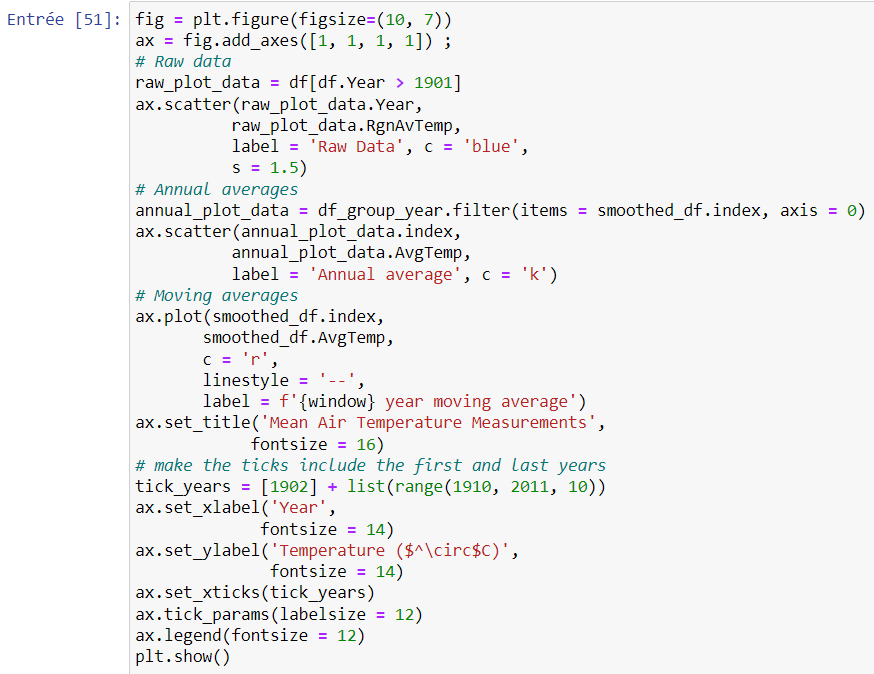 Entrée [51]: fig = plt.figure(figsize=(10, 7))
ax = fig.add_axes([1, 1, 1, 1]) ;
# Raw data
raw_plot_data = df[df.Year > 1901]
ax.scatter(raw_plot_data.Year,
          raw_plot_data.RgnAvTemp,
          label = 'Raw Data', c = 'blue',
          s = 1.5)
# Annual averages
annual_plot_data = df_group_year.filter(items = smoothed_df.index, axis = 0)
ax.scatter(annual_plot_data.index,
          annual_plot_data.AvgTemp,
          label = 'Annual average', c = 'k')
# Moving averages
ax.plot(smoothed_df.index,
       smoothed_df.AvgTemp,
       c = 'r',
       linestyle = '--',
       label = f'{window} year moving average')
ax.set_title('Mean Air Temperature Measurements',
            fontsize = 16)
# make the ticks include the first and last years
tick_years = [1902] + list(range(1910, 2011, 10))
ax.set_xlabel('Year',
             fontsize = 14)
ax.set_ylabel('Temperature ($^\circ$C)',
              fontsize = 14)
ax.set_xticks(tick_years)
ax.tick_params(labelsize = 12)
ax.legend(fontsize = 12)
plt.show()